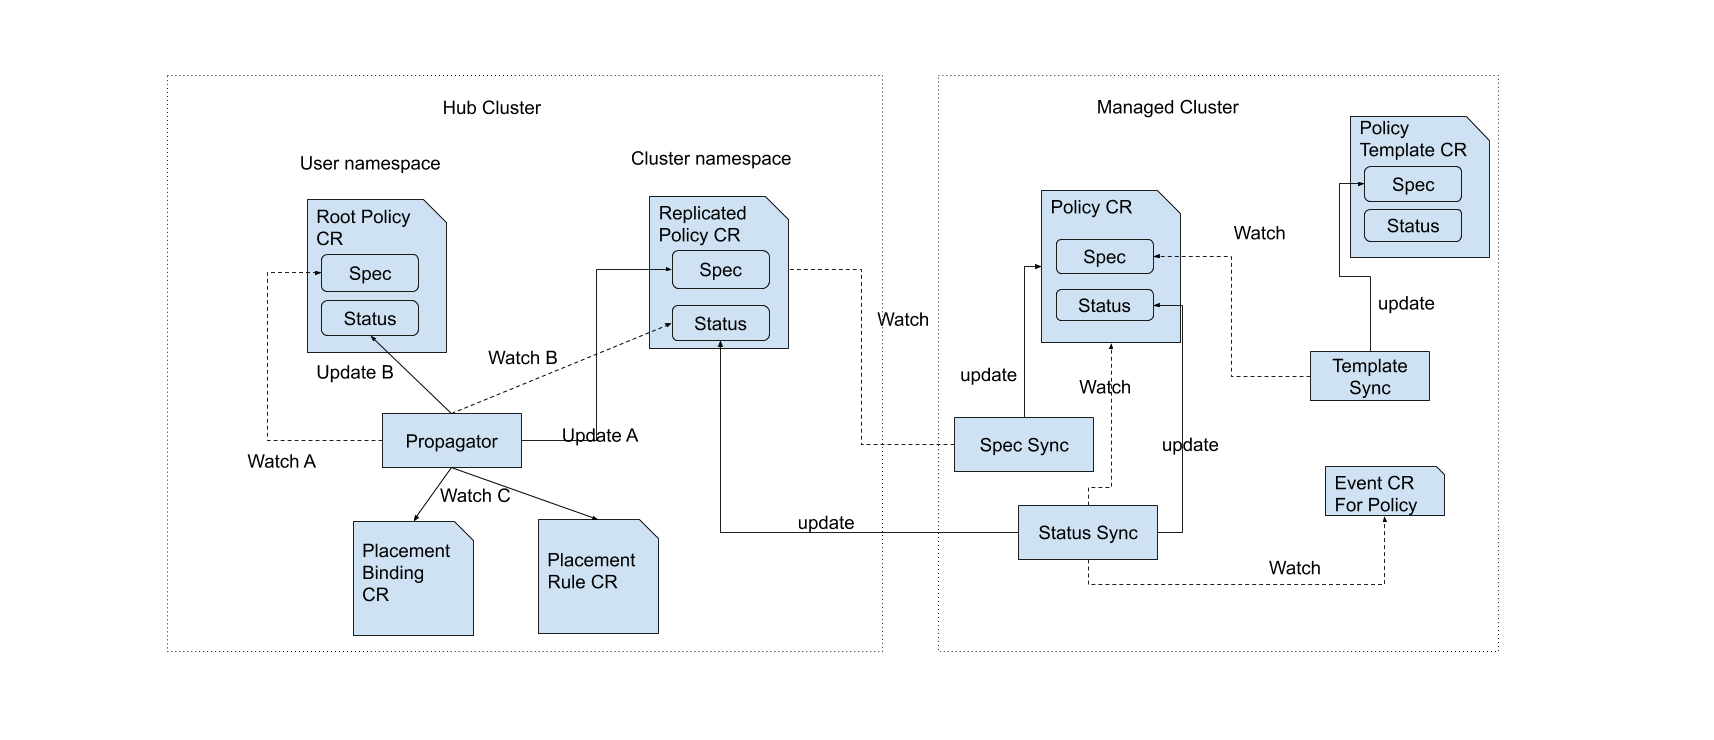 Hub Cluster
User namespace
Cluster namespace
Root Policy
CR
Spec
Status
Replicated
Policy CR
Spec
Status
Watch B
Update B
Propagator
Update A
Watch A
Watch C
Placement
Binding
CR
Placement
Rule CR
Watch
update
Managed Cluster
Policy
Template CR
Spec
Status
Policy CR
Spec
Status
Watch
update
Template
Sync
update
Watch
Spec Sync
update
Status Sync
Event CR
For Policy
Watch